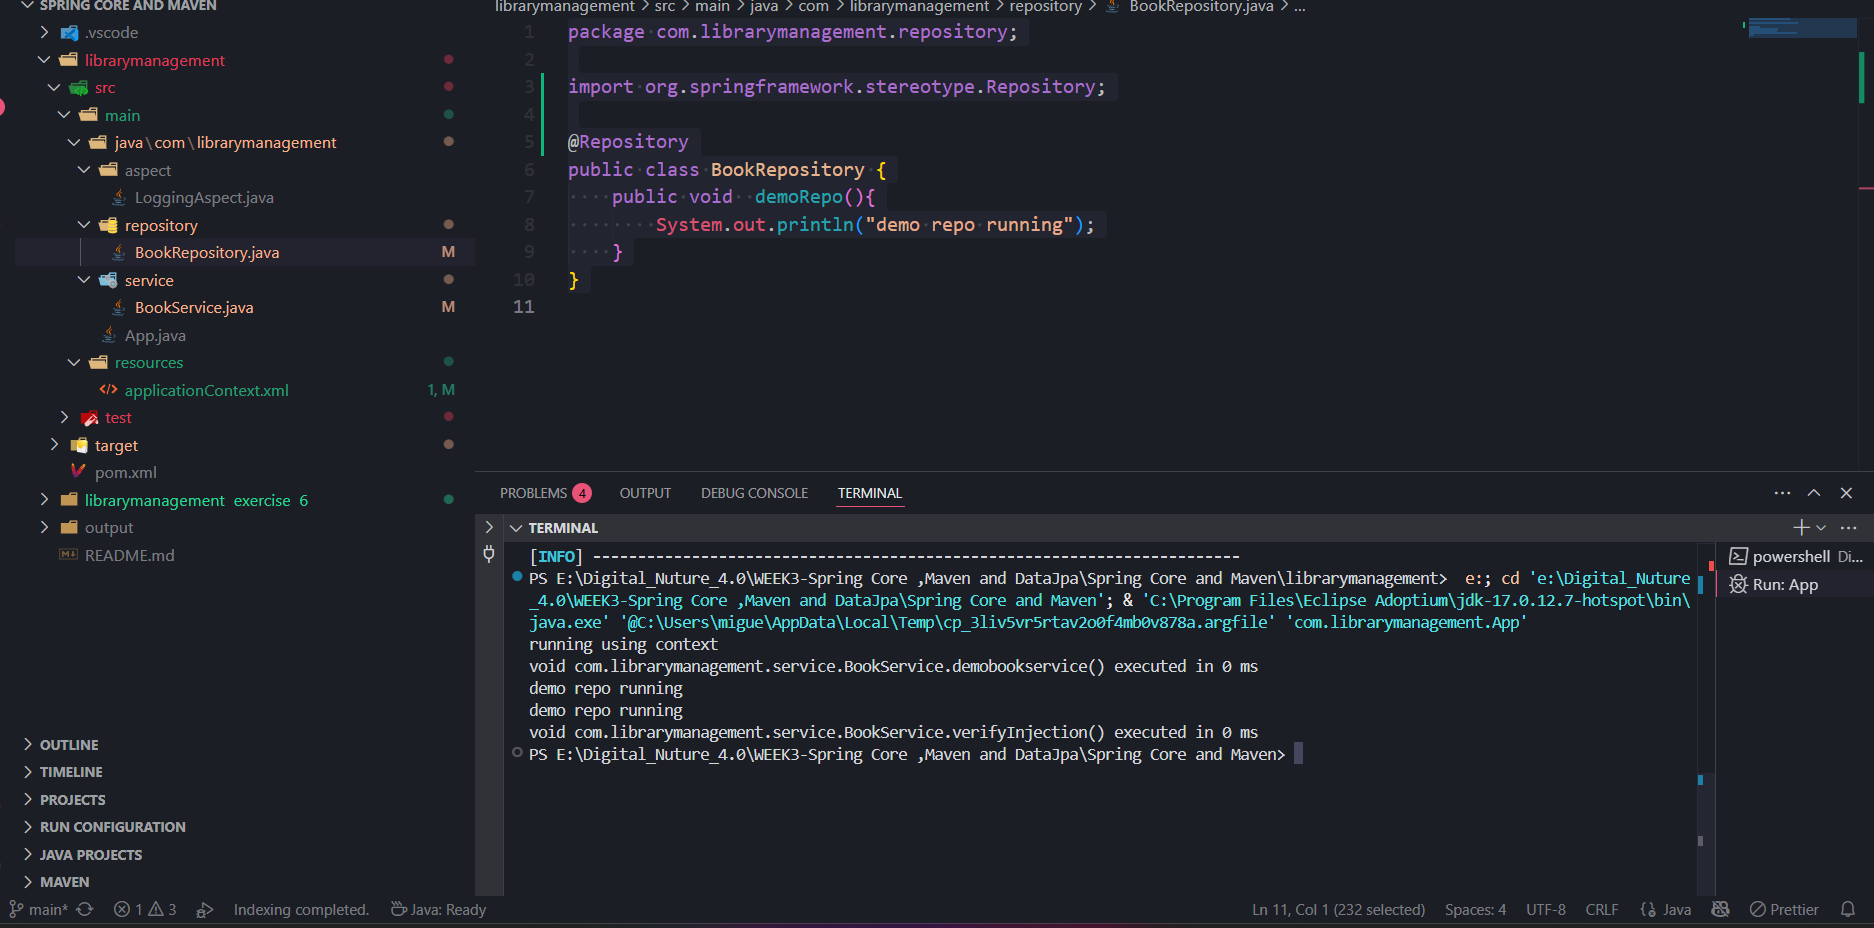 SPRING CORE AND MAVEN
.vscode
librarymanagement
src
main
java\com\librarymanagement
aspect
LoggingAspect.java
repository
BookRepository.java M
service
BookService.java M
App.java
resources
applicationContext.xml 1, M
test
target
pom.xml
librarymanagement exercise 6
output
README.md
OUTLINE
TIMELINE
PROJECTS
RUN CONFIGURATION
JAVA PROJECTS
MAVEN
librarymanagement > src > main > java > com > librarymanagement > repository > BookRepository.java > ...
1 package com.librarymanagement.repository;
2
3 import org.springframework.stereotype.Repository;
4
5 @Repository
6 public class BookRepository {
7 public void demoRepo(){
8 System.out.println("demo repo running");
9 }
10 }
11
PROBLEMS 4 OUTPUT DEBUG CONSOLE TERMINAL
TERMINAL
[INFO] ------------------------------------------------------------------------
PS E:\Digital_Nuture_4.0\WEEK3-Spring Core ,Maven and DataJpa\Spring Core and Maven\librarymanagement> e:; cd 'e:\Digital_Nuture
_4.0\WEEK3-Spring Core ,Maven and DataJpa\Spring Core and Maven'; & 'C:\Program Files\Eclipse Adoptium\jdk-17.0.12.7-hotspot\bin\
java.exe' '@C:\Users\migue\AppData\Local\Temp\cp_3liv5vr5rtav2o0f4mb0v878a.argfile' 'com.librarymanagement.App'
running using context
void com.librarymanagement.service.BookService.demobookservice() executed in 0 ms
demo repo running
demo repo running
void com.librarymanagement.service.BookService.verifyInjection() executed in 0 ms
PS E:\Digital_Nuture_4.0\WEEK3-Spring Core ,Maven and DataJpa\Spring Core and Maven>
powershell Di...
Run: App
main* 1 3 Indexing completed. Java: Ready Ln 11, Col 1 (232 selected) Spaces: 4 UTF-8 CRLF {} Java Prettier